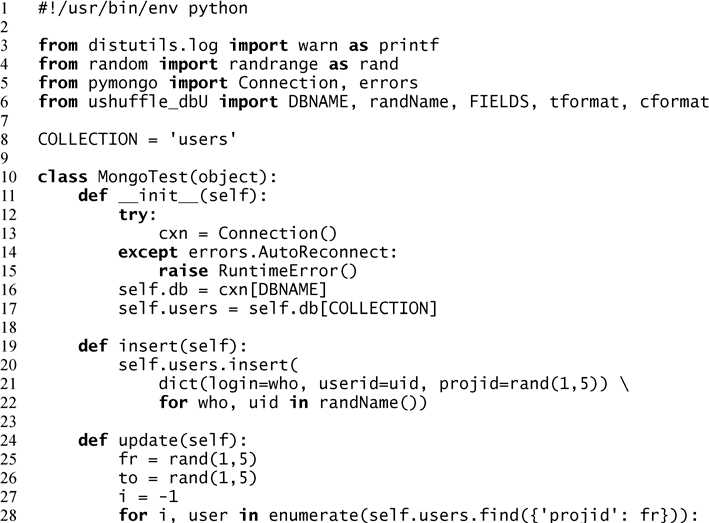 1 #!/usr/bin/env python
2
3 from distutils.log import warn as printf
4 from random import randrange as rand
5 from pymongo import Connection, errors
6 from ushuffle_dbU import DBNAME, randName, FIELDS, tformat, cformat
7
8 COLLECTION = 'users'
9
10 class MongoTest(object):
11     def __init__(self):
12         try:
13             cxn = Connection()
14         except errors.AutoReconnect:
15             raise RuntimeError()
16         self.db = cxn[DBNAME]
17         self.users = self.db[COLLECTION]
18
19     def insert(self):
20         self.users.insert(
21             dict(login=who, userid=uid, projid=rand(1,5)) \
22             for who, uid in randName())
23
24     def update(self):
25         fr = rand(1,5)
26         to = rand(1,5)
27         i = -1
28         for i, user in enumerate(self.users.find({'projid': fr})):